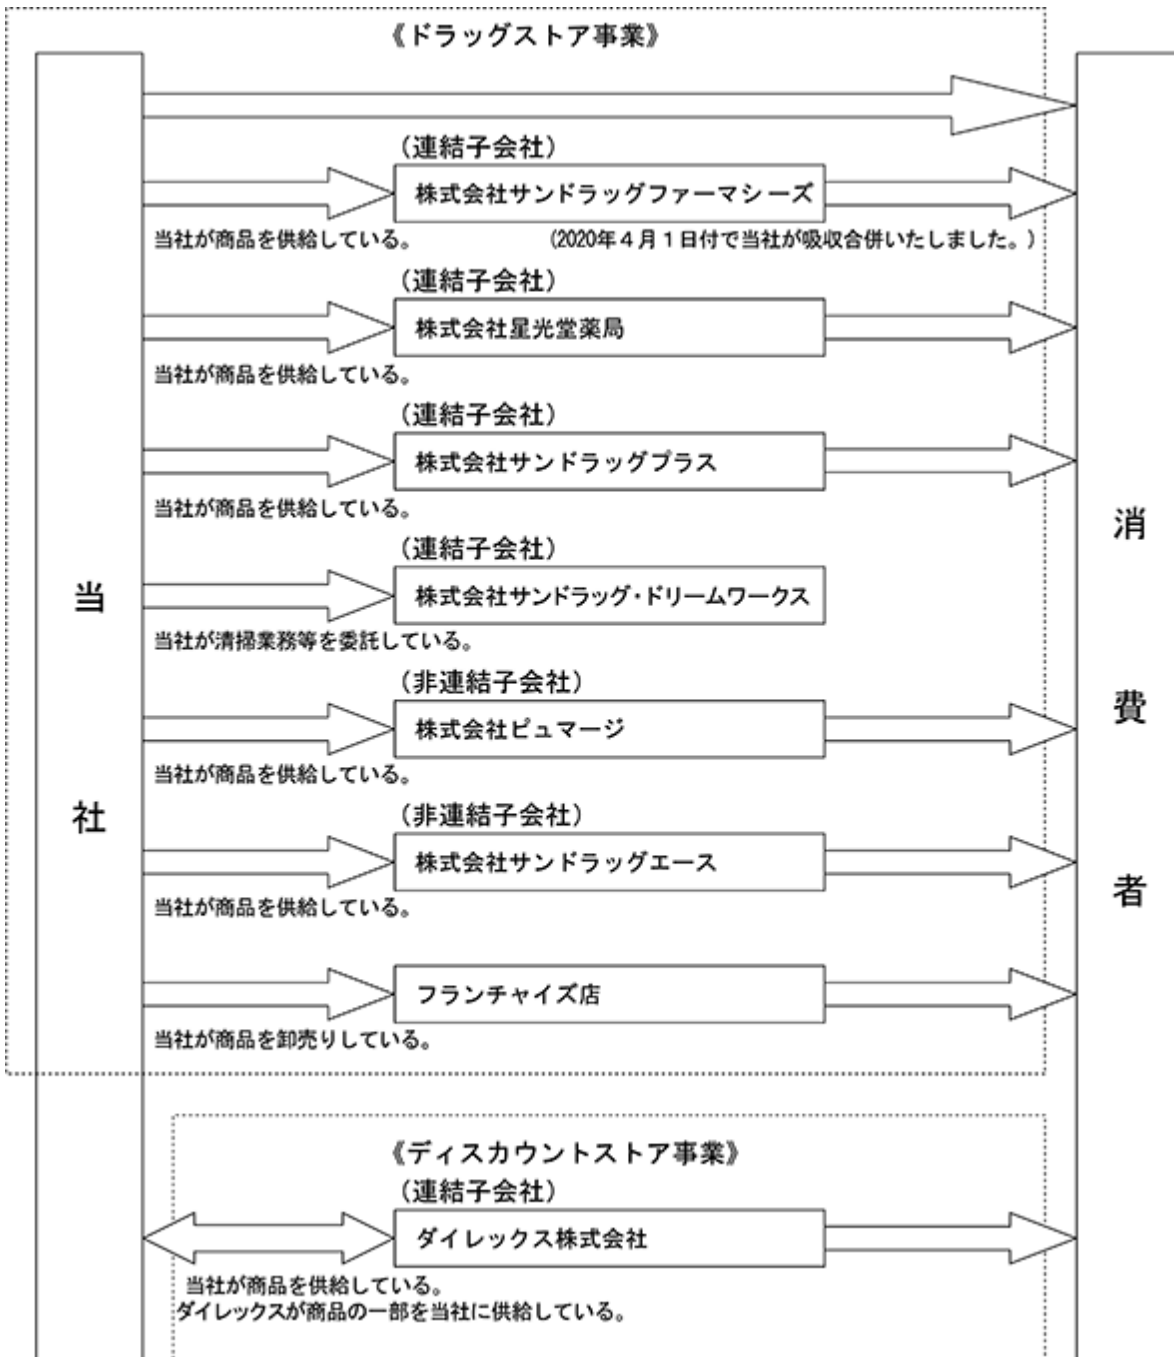 《ドラッグストア事業》
(連結子会社)
株式会社サンドラッグファーマシーズ
当社が商品を供給している。
(2020年4月1日付で当社が吸収合併いたしました。)
(連結子会社)
株式会社星光堂薬局
当社が商品を供給している。
(連結子会社)
株式会社サンドラッグプラス
当社が商品を供給している。
(連結子会社)
株式会社サンドラッグ・ドリームワークス
当社が清掃業務等を委託している。
(非連結子会社)
株式会社ピュマージ
当社が商品を供給している。
(非連結子会社)
株式会社サンドラッグエース
当社が商品を供給している。
フランチャイズ店
当社が商品を卸売りしている。
《ディスカウントストア事業》
(連結子会社)
ダイレックス株式会社
当社が商品を供給している。
ダイレックスが商品の一部を当社に供給している。
当社
消費者